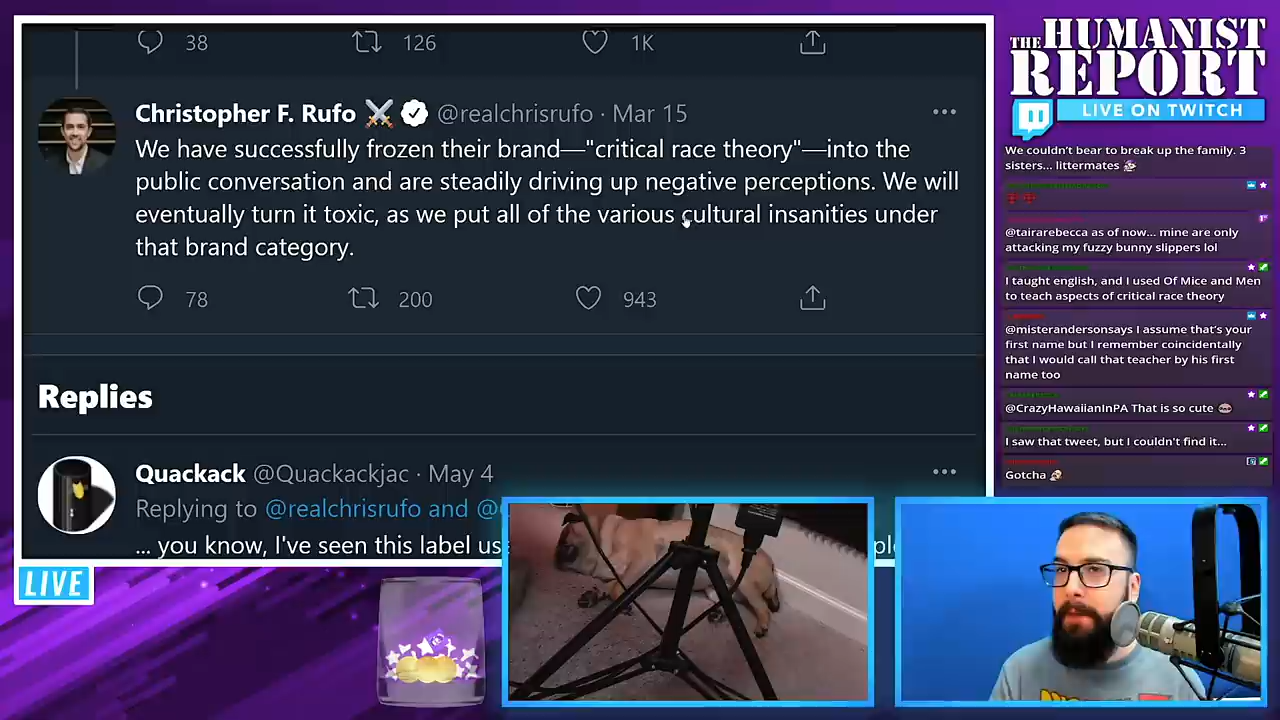 38 126 1K
Christopher F. Rufo @realchrisrufo · Mar 15
We have successfully frozen their brand—"critical race theory"—into the
public conversation and are steadily driving up negative perceptions. We will
eventually turn it toxic, as we put all of the various cultural insanities under
that brand category.
78 200 943
Replies
Quackack @Quackackjac · May 4
Replying to @realchrisrufo and @
... you know, I've seen this label us
LIVE
THE HUMANIST
REPORT
LIVE ON TWITCH
We couldn't bear to break up the family. 3
sisters... littermates
@tairarebecca as of now... mine are only
attacking my fuzzy bunny slippers lol
I taught english, and I used Of Mice and Men
to teach aspects of critical race theory
@misterandersonsays I assume that's your
first name but I remember coincidentally
that I would call that teacher by his first
name too
@CrazyHawaiianInPA That is so cute
I saw that tweet, but I couldn't find it...
Gotcha